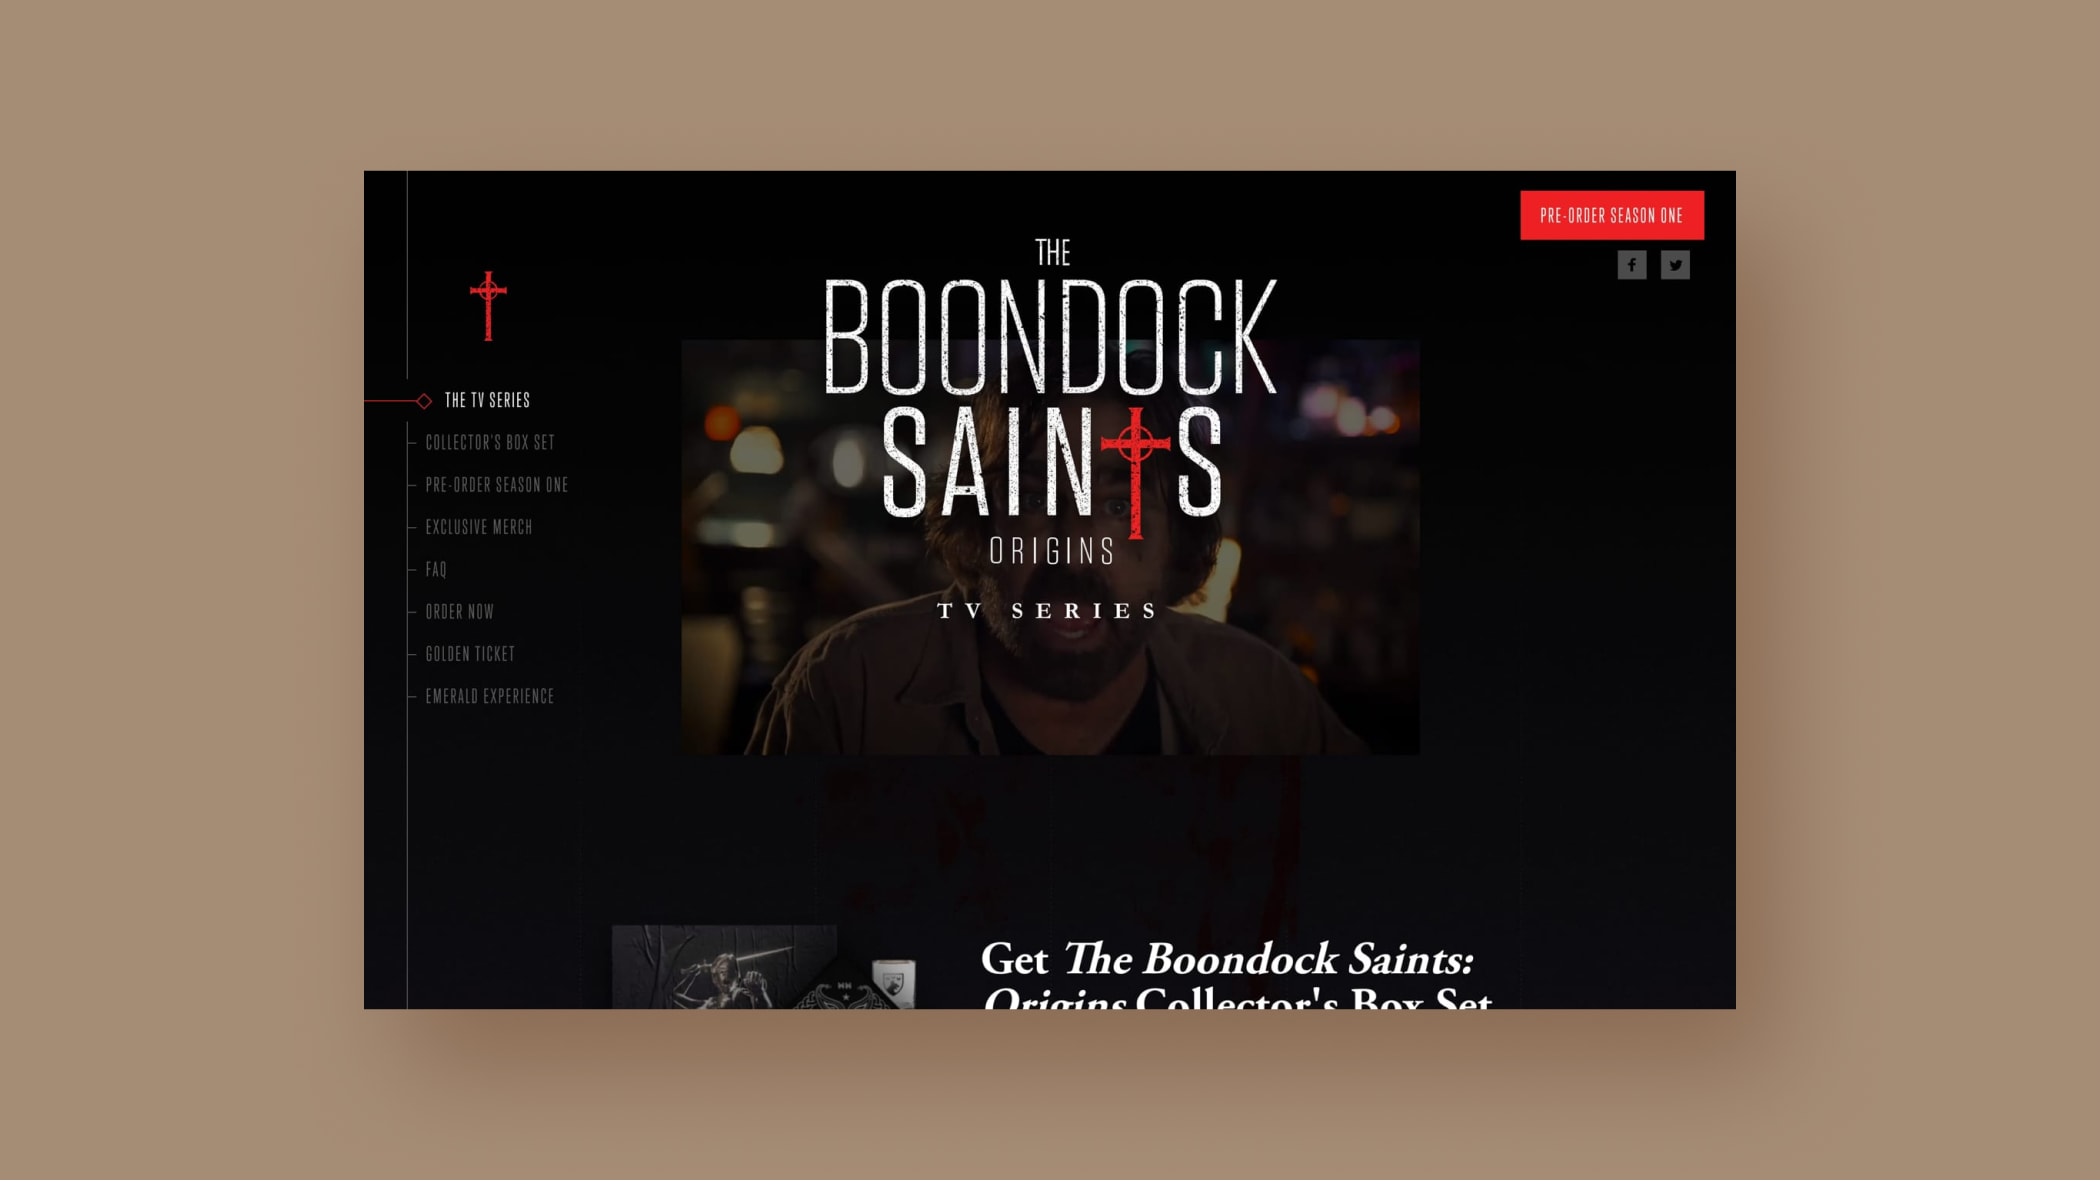 PRE-ORDER SEASON ONE
THE
BOONDOCK
SAINTS
ORIGINS
TV SERIES
THE TV SERIES
COLLECTOR'S BOX SET
PRE-ORDER SEASON ONE
EXCLUSIVE MERCH
FAQ
ORDER NOW
GOLDEN TICKET
EMERALD EXPERIENCE
Get The Boondock Saints:
Origins Collector's Box Set